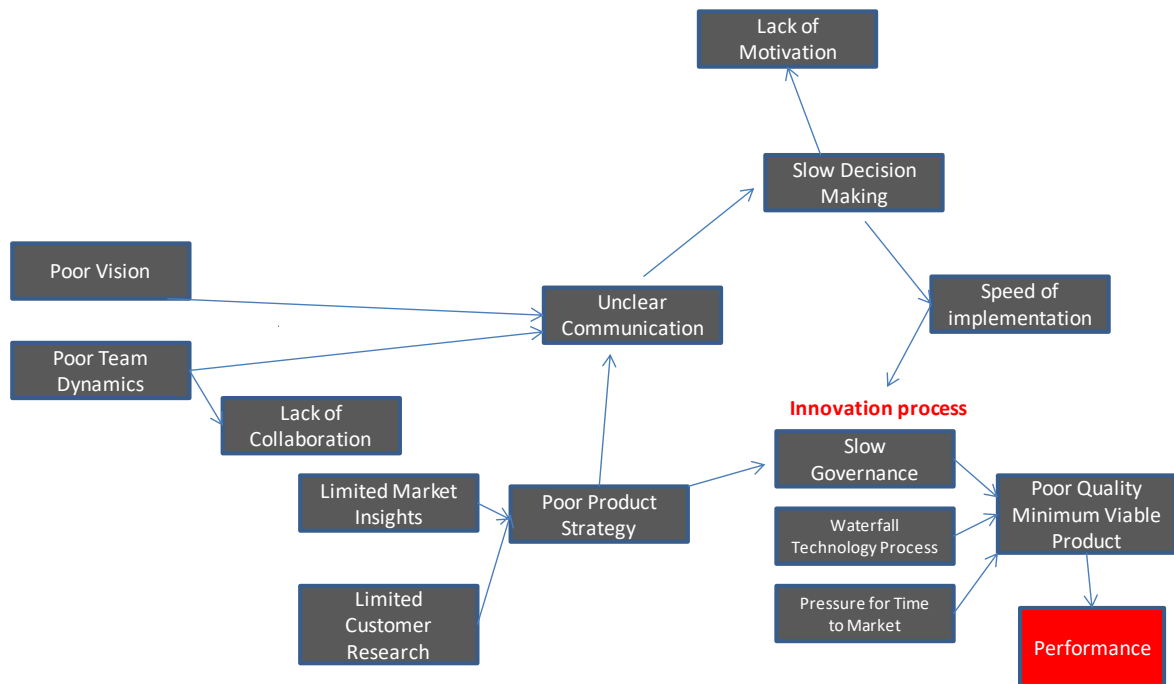 Lack of
Motivation
Slow Decision
Making
Poor Vision
Unclear
Communication
Speed of
implementation
Poor Team
Dynamics
Lack of
Collaboration
Innovation process
Slow
Governance
Limited Market
Insights
Poor Product
Strategy
Poor Quality
Minimum Viable
Product
Waterfall
Technology Process
Limited
Customer
Research
Pressure for Time
to Market
Performance